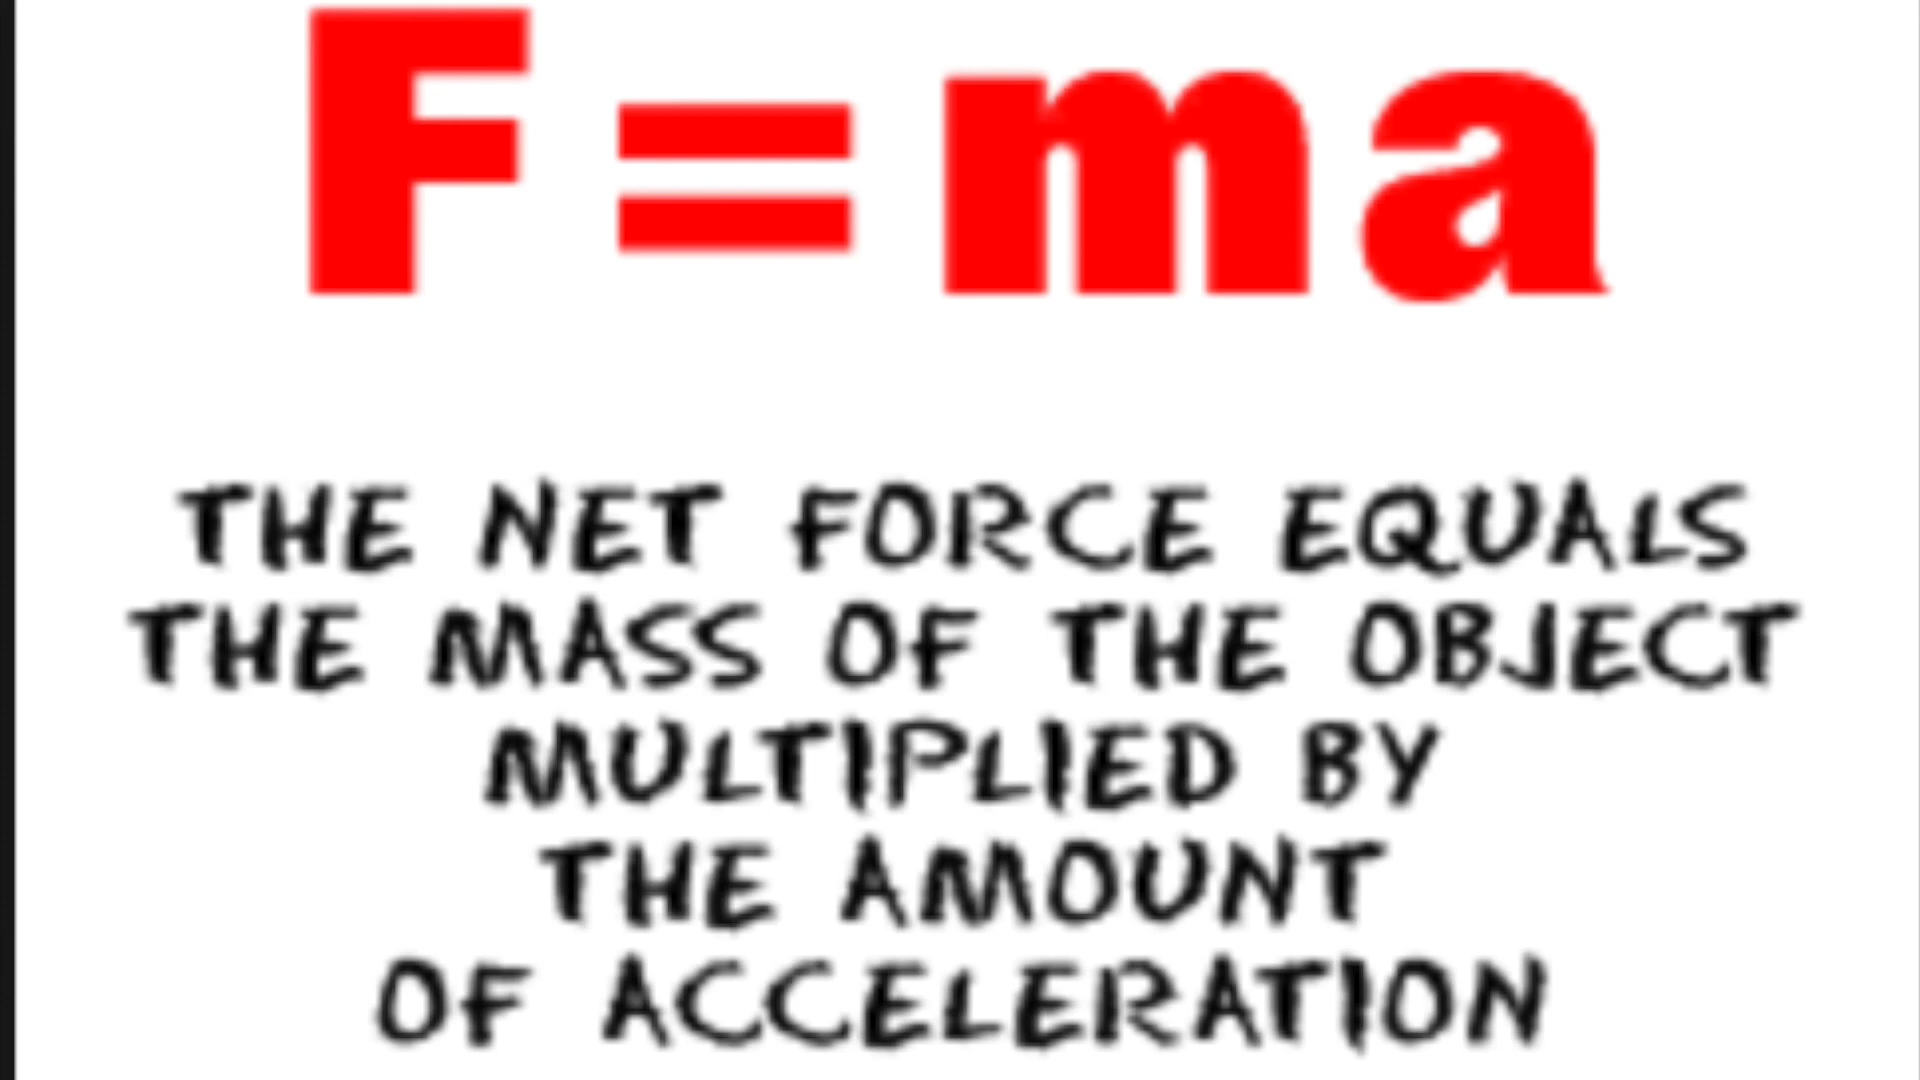 F=ma
THE NET FORCE EQUALS
THE MASS OF THE OBJECT
MULTIPLIED BY
THE AMOUNT
OF ACCELERATION